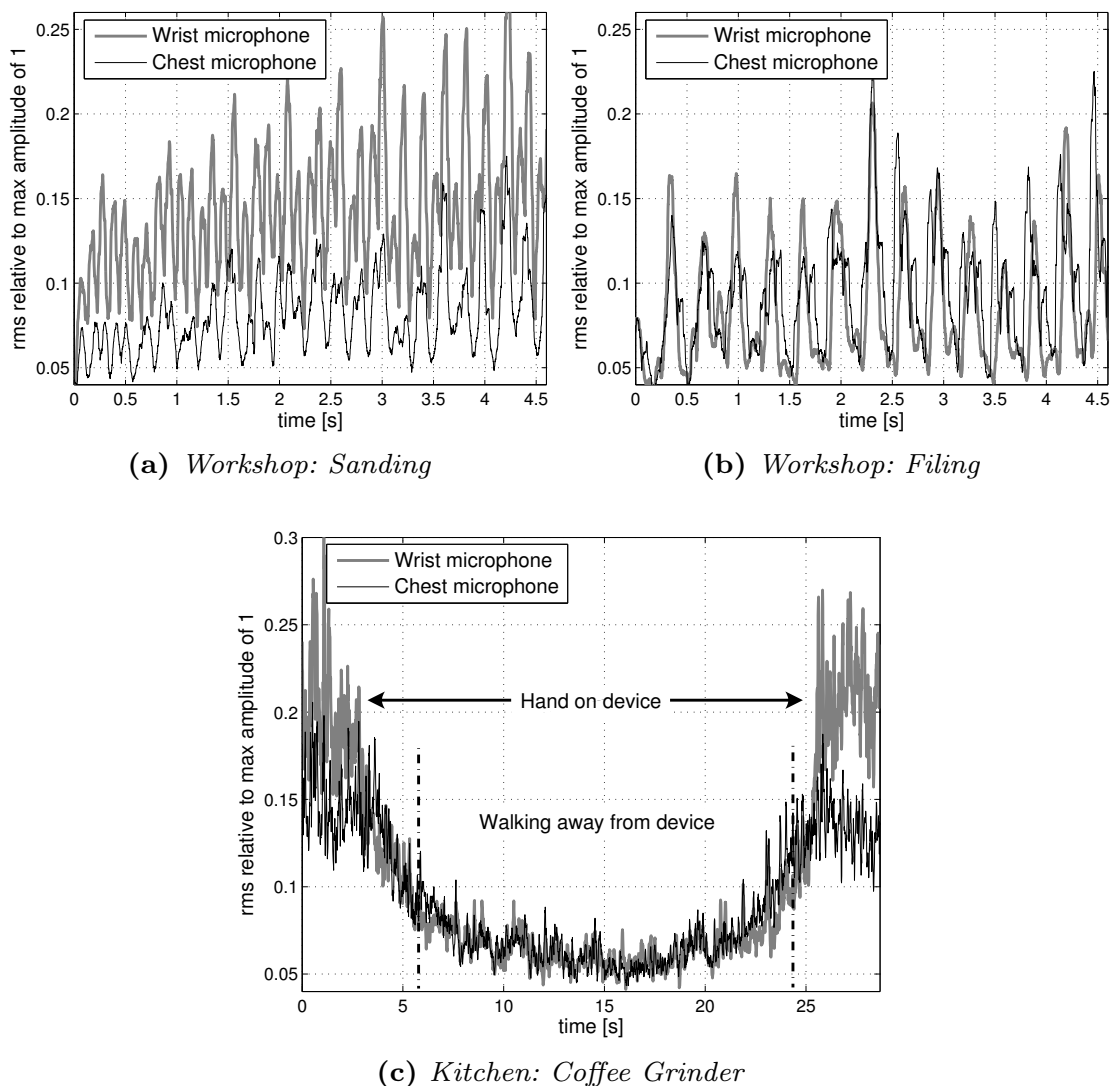 Wrist microphone
Chest microphone
rms relative to max amplitude of 1
0.25
0.2
0.15
0.1
0.05
0 0.5 1 1.5 2 2.5 3 3.5 4 4.5
time [s]
(a) Workshop: Sanding
Wrist microphone
Chest microphone
rms relative to max amplitude of 1
0.25
0.2
0.15
0.1
0.05
0 0.5 1 1.5 2 2.5 3 3.5 4 4.5
time [s]
(b) Workshop: Filing
0.3
Wrist microphone
Chest microphone
rms relative to max amplitude of 1
0.25
0.2
Hand on device
0.15
Walking away from device
0.1
0.05
0 5 10 15 20 25
time [s]
(c) Kitchen: Coffee Grinder